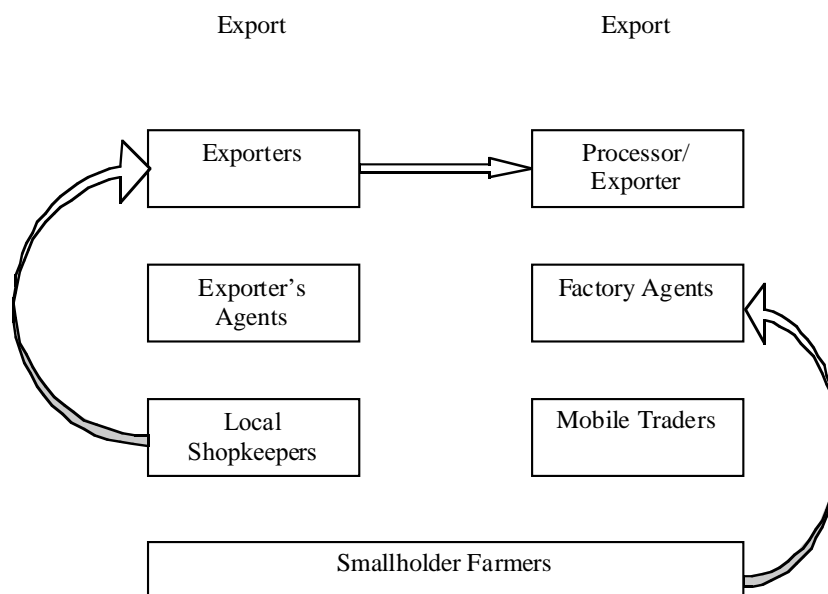 Export
Export
Exporters
Processor/
Exporter
Exporter's
Agents
Factory Agents
Local
Shopkeepers
Mobile Traders
Smallholder Farmers